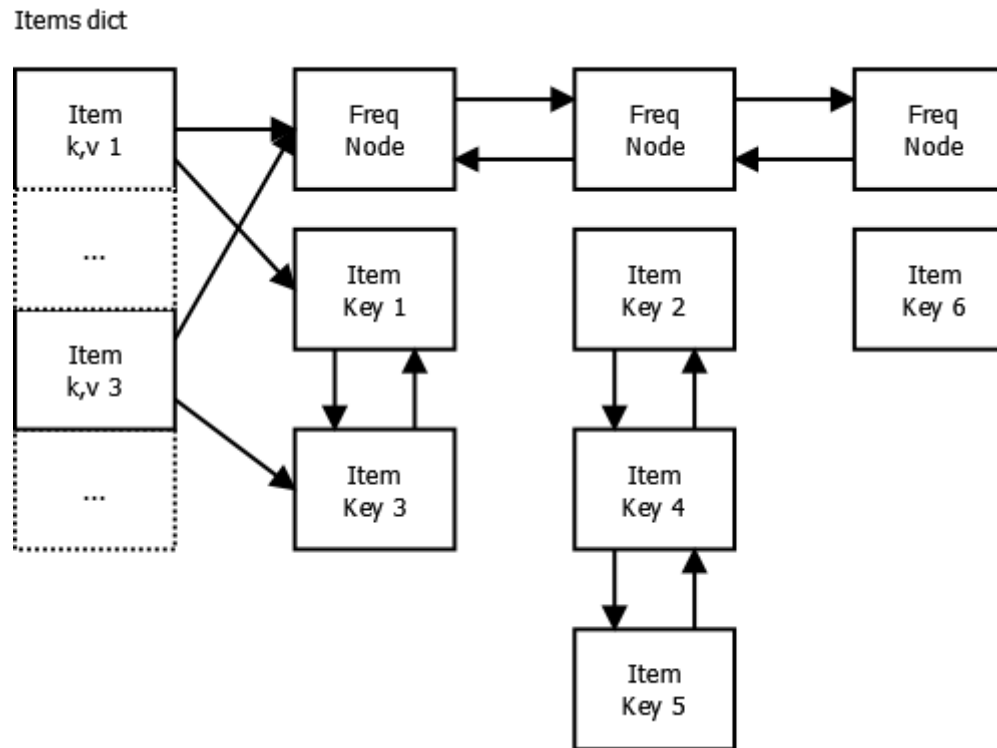 Items dict
Item
k,v 1
Freq
Node
Freq
Node
Freq
Node
...
Item
Key 1
Item
Key 2
Item
Key 6
Item
k,v 3
Item
Key 3
Item
Key 4
...
Item
Key 5